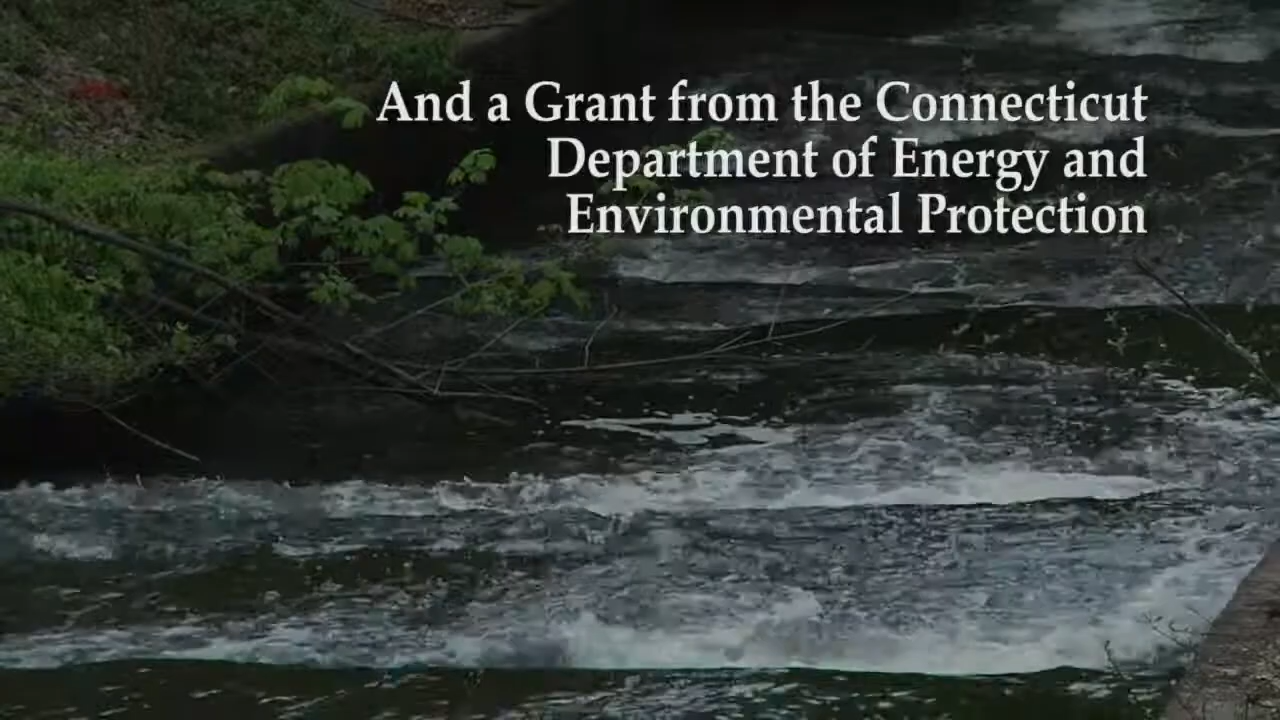 And a Grant from the Connecticut
Department of Energy and
Environmental Protection